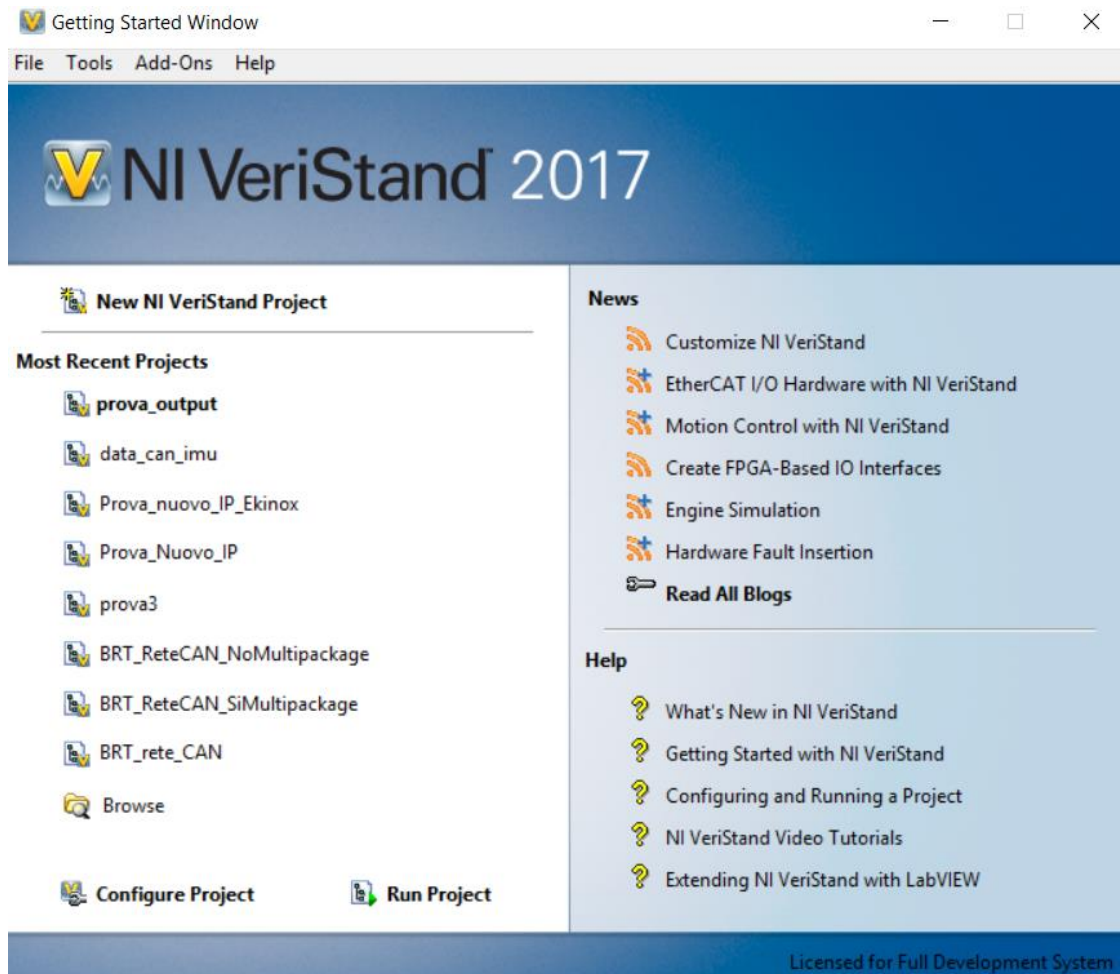 Getting Started Window
File Tools Add-Ons Help
NI VeriStand™ 2017
New NI VeriStand Project
Most Recent Projects
prova_output
data_can_imu
Prova_nuovo_IP_Ekinox
Prova_Nuovo_IP
prova3
BRT_ReteCAN_NoMultipackage
BRT_ReteCAN_SiMultipackage
BRT_rete_CAN
Browse
Configure Project
Run Project
News
Customize NI VeriStand
EtherCAT I/O Hardware with NI VeriStand
Motion Control with NI VeriStand
Create FPGA-Based IO Interfaces
Engine Simulation
Hardware Fault Insertion
Read All Blogs
Help
What's New in NI VeriStand
Getting Started with NI VeriStand
Configuring and Running a Project
NI VeriStand Video Tutorials
Extending NI VeriStand with LabVIEW
Licensed for Full Development System